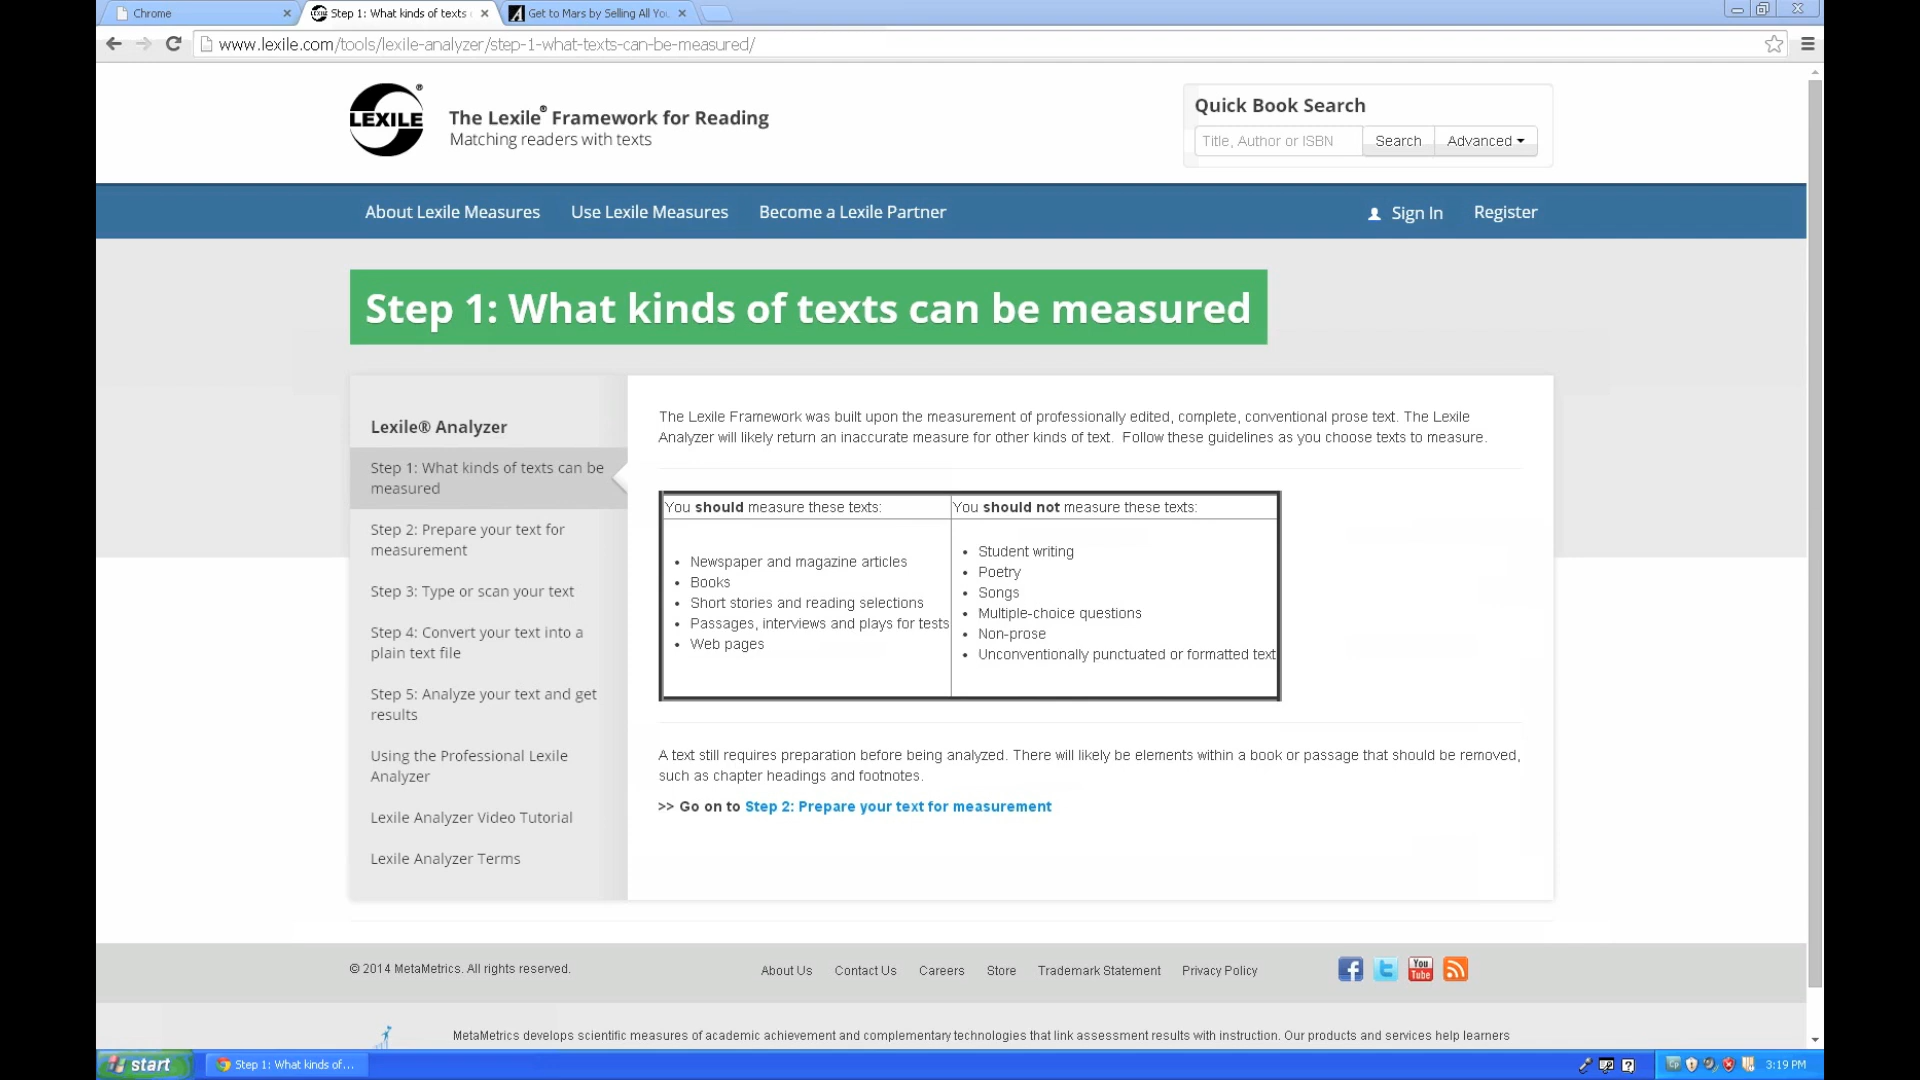 Chrome
Step 1: What kinds of texts
Get to Mars by Selling All You
www.lexile.com/tools/lexile-analyzer/step-1-what-texts-can-be-measured/
LEXILE®
The Lexile® Framework for Reading
Matching readers with texts
Quick Book Search
Title, Author or ISBN
Search
Advanced
About Lexile Measures
Use Lexile Measures
Become a Lexile Partner
Sign In
Register
Step 1: What kinds of texts can be measured
Lexile® Analyzer
Step 1: What kinds of texts can be
measured
Step 2: Prepare your text for
measurement
Step 3: Type or scan your text
Step 4: Convert your text into a
plain text file
Step 5: Analyze your text and get
results
Using the Professional Lexile
Analyzer
Lexile Analyzer Video Tutorial
Lexile Analyzer Terms
The Lexile Framework was built upon the measurement of professionally edited, complete, conventional prose text. The Lexile
Analyzer will likely return an inaccurate measure for other kinds of text. Follow these guidelines as you choose texts to measure.
You should measure these texts:
Newspaper and magazine articles
Books
Short stories and reading selections
Passages, interviews and plays for tests
Web pages
You should not measure these texts:
Student writing
Poetry
Songs
Multiple-choice questions
Non-prose
Unconventionally punctuated or formatted text
A text still requires preparation before being analyzed. There will likely be elements within a book or passage that should be removed,
such as chapter headings and footnotes.
>> Go on to Step 2: Prepare your text for measurement
© 2014 MetaMetrics. All rights reserved.
About Us
Contact Us
Careers
Store
Trademark Statement
Privacy Policy
You
Tube
MetaMetrics develops scientific measures of academic achievement and complementary technologies that link assessment results with instruction. Our products and services help learners
start
Step 1: What kinds of...
3:19 PM